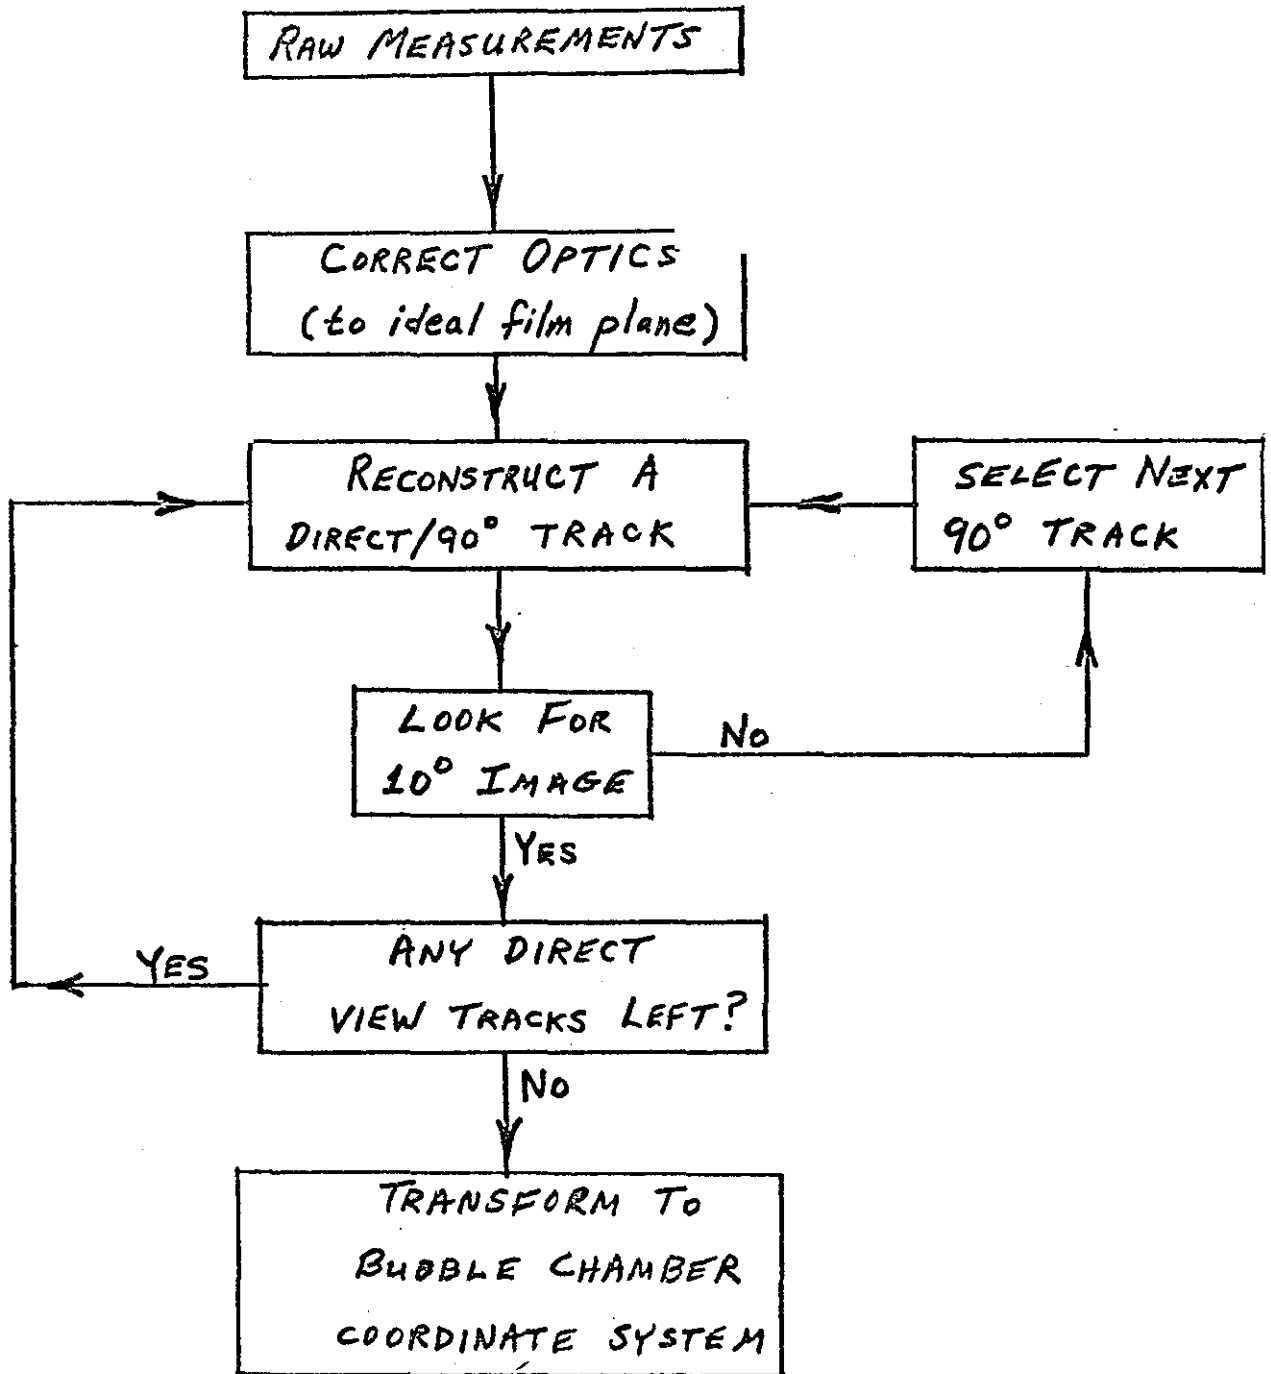 RAW MEASUREMENTS
CORRECT OPTICS
(to ideal film plane)
RECONSTRUCT A
DIRECT/90° TRACK
SELECT NEXT
90° TRACK
LOOK FOR
10° IMAGE
NO
YES
ANY DIRECT
VIEW TRACKS LEFT?
YES
NO
TRANSFORM TO
BUBBLE CHAMBER
COORDINATE SYSTEM